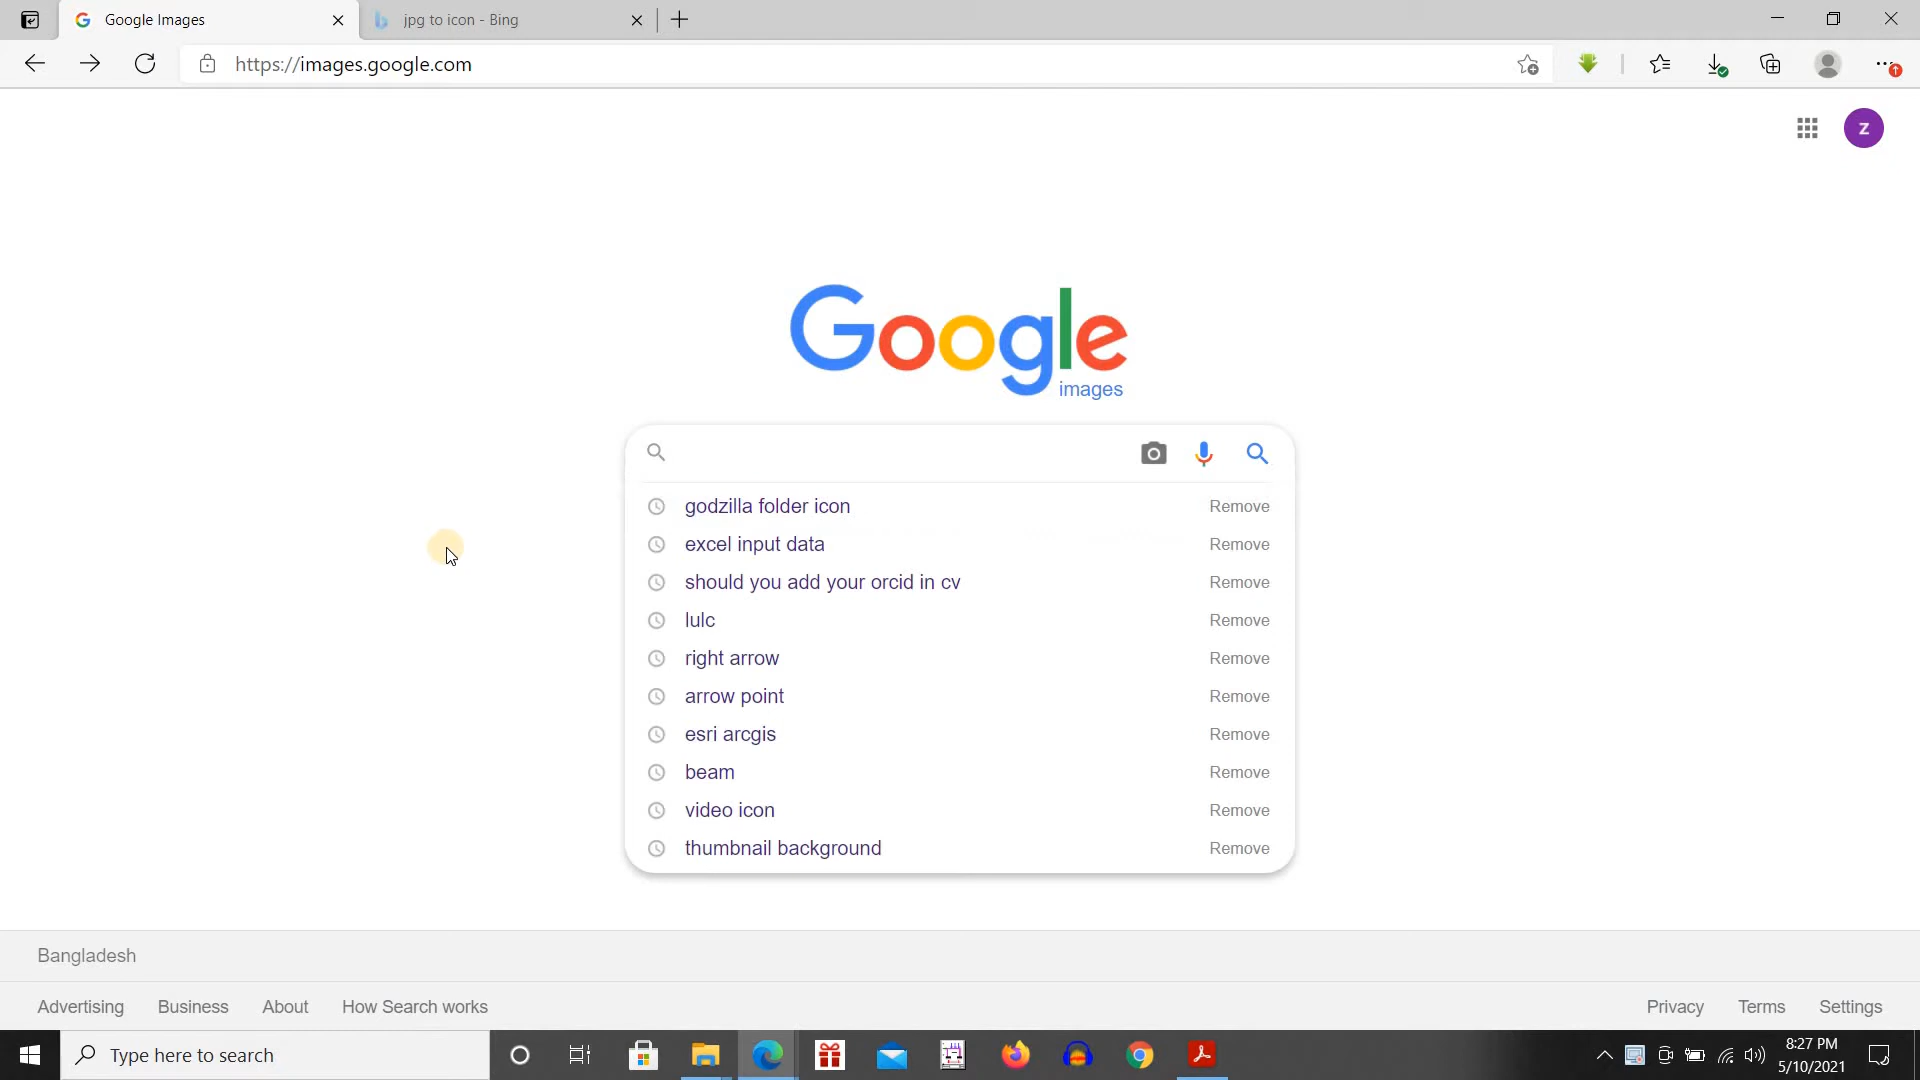 Google Images
jpg to icon - Bing
https://images.google.com
z
Google
images
godzilla folder icon Remove
excel input data Remove
should you add your orcid in cv Remove
lulc Remove
right arrow Remove
arrow point Remove
esri arcgis Remove
beam Remove
video icon Remove
thumbnail background Remove
Bangladesh
Advertising Business About How Search works Privacy Terms Settings
Type here to search
8:27 PM
5/10/2021